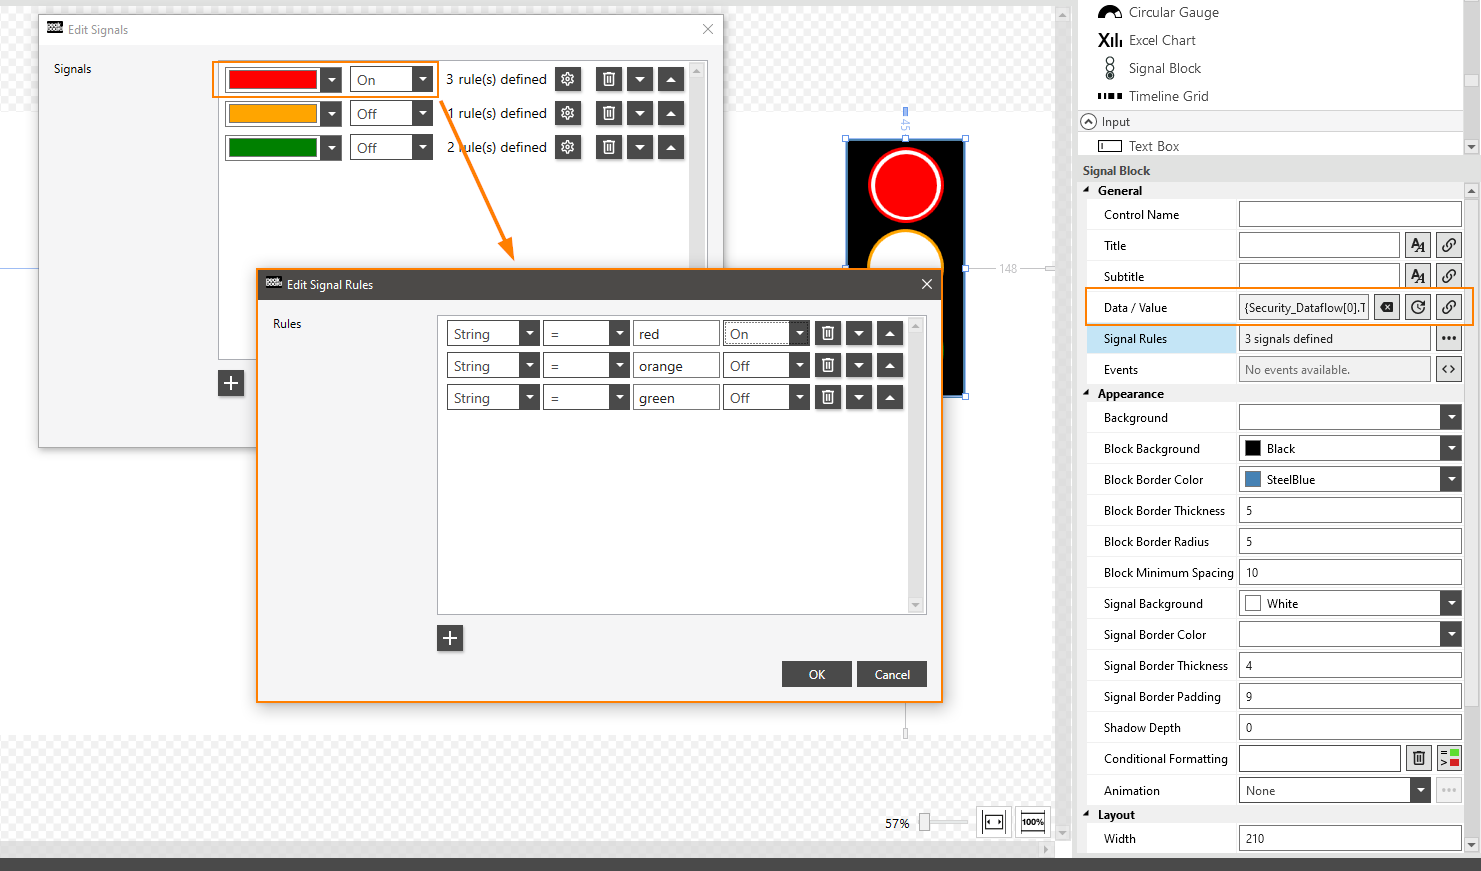 Edit Signals
Signals
On
3 rule(s) defined
Off
1 rule(s) defined
Off
2 rule(s) defined
45
148
Edit Signal Rules
Rules
String = red On
String = orange Off
String = green Off
OK
Cancel
57%
100%
Circular Gauge
Excel Chart
Signal Block
Timeline Grid
Input
Text Box
Signal Block
General
Control Name
Title
Subtitle
Data / Value {Security_Dataflow[0].T
Signal Rules 3 signals defined
Events No events available.
Appearance
Background
Block Background Black
Block Border Color SteelBlue
Block Border Thickness 5
Block Border Radius 5
Block Minimum Spacing 10
Signal Background White
Signal Border Color
Signal Border Thickness 4
Signal Border Padding 9
Shadow Depth 0
Conditional Formatting
Animation None
Layout
Width 210